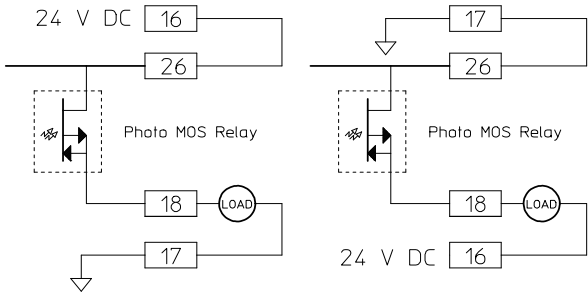 24 V DC 16
17
26
26
Photo MOS Relay
Photo MOS Relay
18 LOAD
18 LOAD
17
24 V DC 16